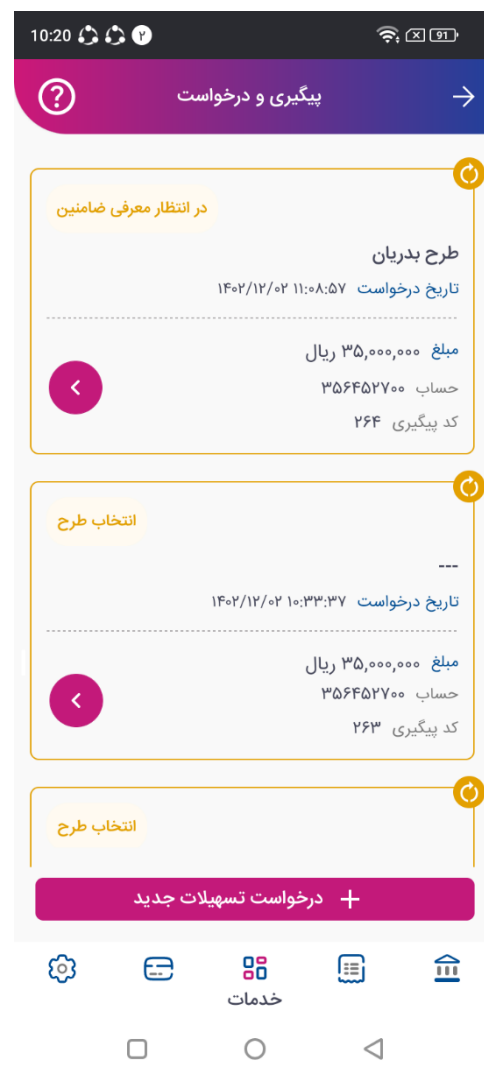 10:20 ۲ 91
پیگیری و درخواست
در انتظار معرفی ضامنین
طرح بدریان
تاریخ درخواست ۱۴۰۲/۱۲/۰۲ ۱۱:۰۸:۵۷
مبلغ ۳۵,۰۰۰,۰۰۰ ریال
حساب ۳۵۶۴۵۲۷۰۰
کد پیگیری ۲۶۴
انتخاب طرح
---
تاریخ درخواست ۱۴۰۲/۱۲/۰۲ ۱۰:۳۳:۳۷
مبلغ ۳۵,۰۰۰,۰۰۰ ریال
حساب ۳۵۶۴۵۲۷۰۰
کد پیگیری ۲۶۳
انتخاب طرح
+ درخواست تسهیلات جدید
خدمات